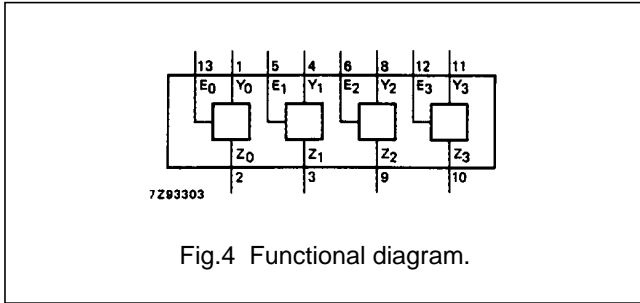 13 1 5 4 6 8 12 11
E0 Y0 E1 Y1 E2 Y2 E3 Y3
Z0 Z1 Z2 Z3
2 3 9 10
7Z93303
Fig.4 Functional diagram.